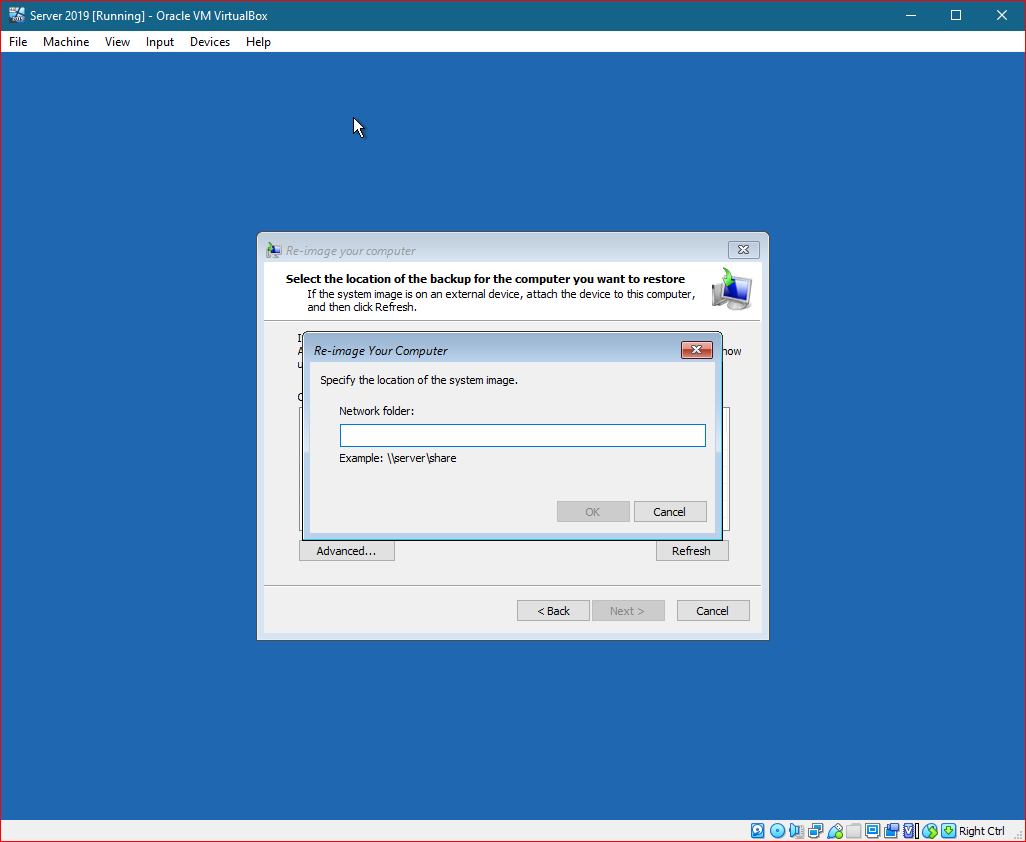 Server 2019 [Running] - Oracle VM VirtualBox
File Machine View Input Devices Help
Re-image your computer
Select the location of the backup for the computer you want to restore
If the system image is on an external device, attach the device to this computer,
and then click Refresh.
Re-image Your Computer
now
Specify the location of the system image.
Network folder:
Example: \\server\share
OK Cancel
Advanced... Refresh
< Back Next > Cancel
Right Ctrl